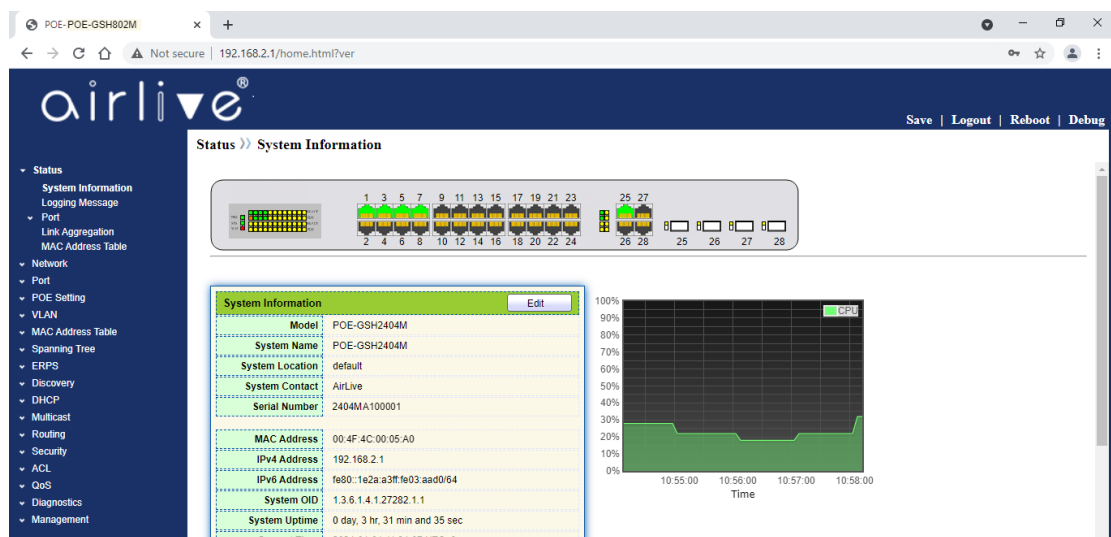 POE-POE-GSH802M
Not secure | 192.168.2.1/home.html?ver
airlive®
Save | Logout | Reboot | Debug
Status » System Information
Status
System Information
Logging Message
Port
Link Aggregation
MAC Address Table
Network
Port
POE Setting
VLAN
MAC Address Table
Spanning Tree
ERPS
Discovery
DHCP
Multicast
Routing
Security
ACL
QoS
Diagnostics
Management
1 3 5 7 9 11 13 15 17 19 21 23 25 27
2 4 6 8 10 12 14 16 18 20 22 24 26 28 25 26 27 28
System Information Edit
Model POE-GSH2404M
System Name POE-GSH2404M
System Location default
System Contact AirLive
Serial Number 2404MA100001
MAC Address 00:4F:4C:00:05:A0
IPv4 Address 192.168.2.1
IPv6 Address fe80::1e2a:a3ff:fe03:aad0/64
System OID 1.3.6.1.4.1.27282.1.1
System Uptime 0 day, 3 hr, 31 min and 35 sec
CPU
100%
90%
80%
70%
60%
50%
40%
30%
20%
10%
0%
10:55:00 10:56:00 10:57:00 10:58:00
Time